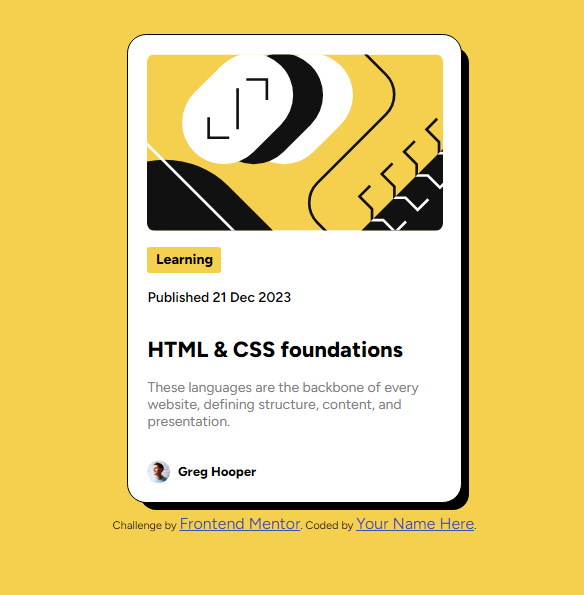 Learning
Published 21 Dec 2023
HTML & CSS foundations
These languages are the backbone of every
website, defining structure, content, and
presentation.
Greg Hooper
Challenge by Frontend Mentor. Coded by Your Name Here.